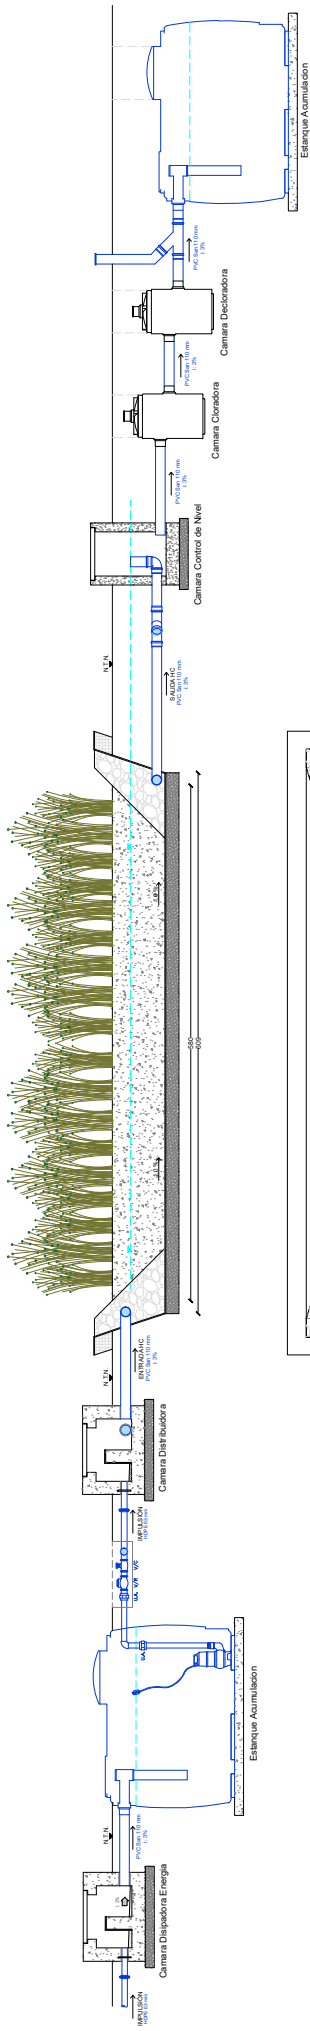 IMPULSIÓN
HDPE 63 mm
Camara Disipadora Energia
PVC San 110 mm
i: 3%
N.T.N.
Estanque Acumulacion
U.A.
U.A. V/R V/C
IMPULSIÓN
HDPE 63 mm
Camara Distribuidora
N.T.N.
ENTRADA HC
PVC San 110 mm
i: 3%
580
609
N.T.N.
SALIDA HC
PVC San 110 mm
i: 3%
Camara Control de Nivel
PVC San 110 mm
i: 3%
Camara Cloradora
PVC San 110 mm
i: 3%
Camara Decloradora
PVC San 110 mm
i: 3%
Estanque Acumulacion